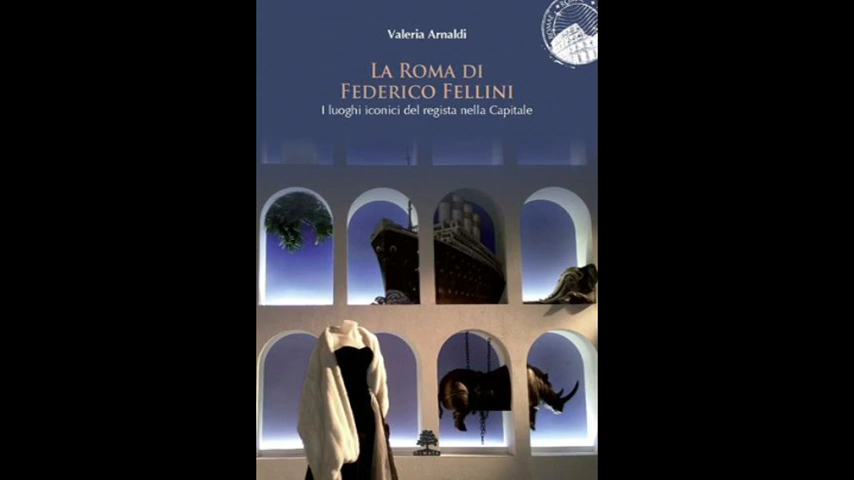 Valeria Arnaldi
LA ROMA DI
FEDERICO FELLINI
I luoghi iconici del regista nella Capitale